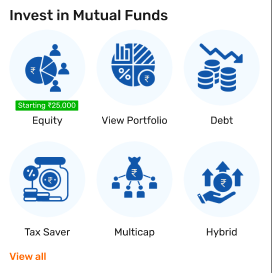 Invest in Mutual Funds
Starting ₹25,000
Equity
View Portfolio
Debt
Tax Saver
Multicap
Hybrid
View all